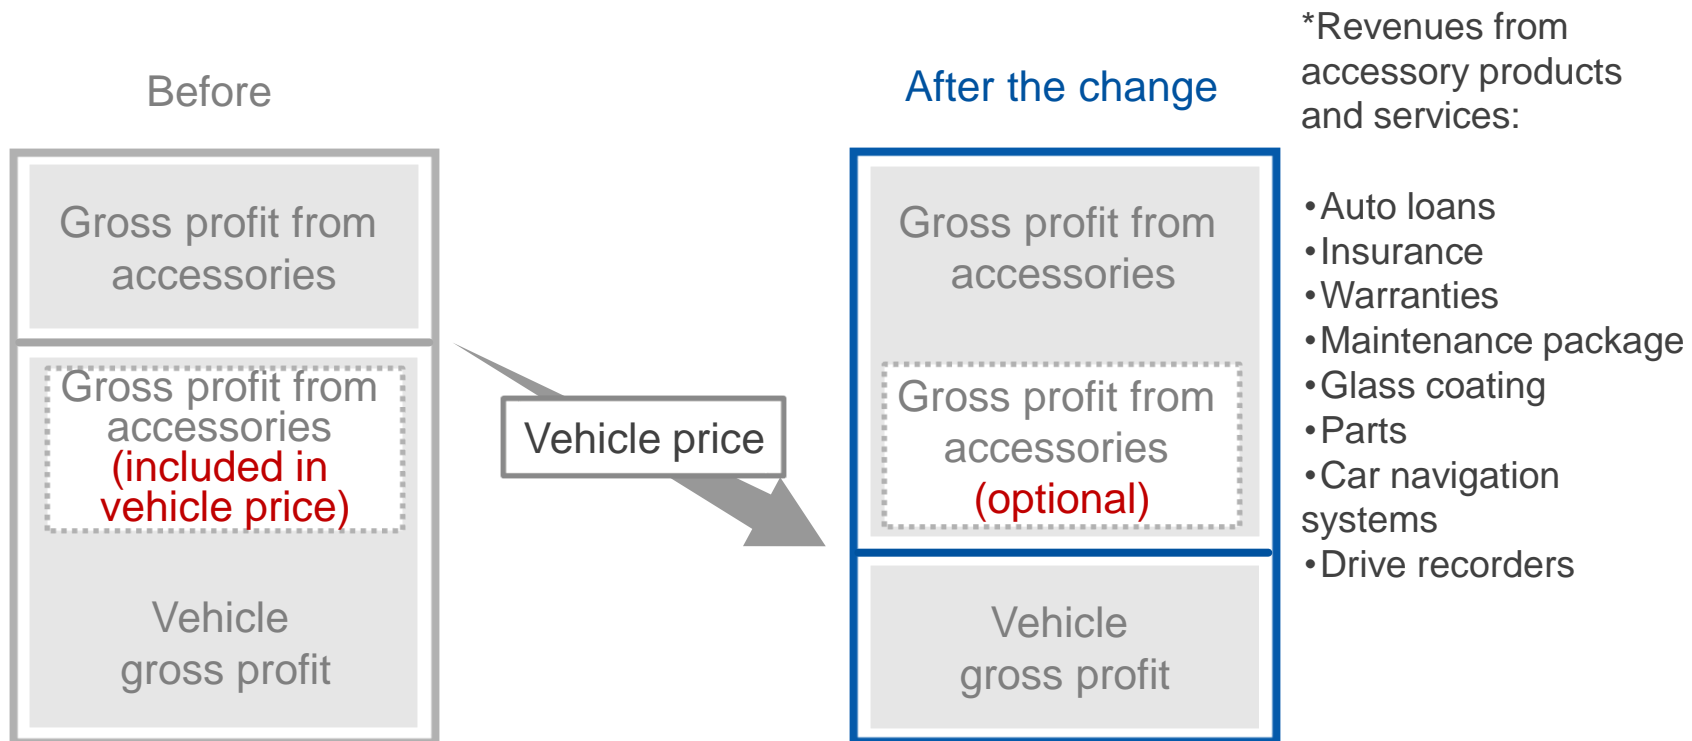 Before
Gross profit from
accessories
Gross profit from
accessories
(included in
vehicle price)
Vehicle
gross profit
Vehicle price
After the change
Gross profit from
accessories
Gross profit from
accessories
(optional)
Vehicle
gross profit
*Revenues from
accessory products
and services:
•Auto loans
•Insurance
•Warranties
•Maintenance package
•Glass coating
•Parts
•Car navigation
systems
•Drive recorders